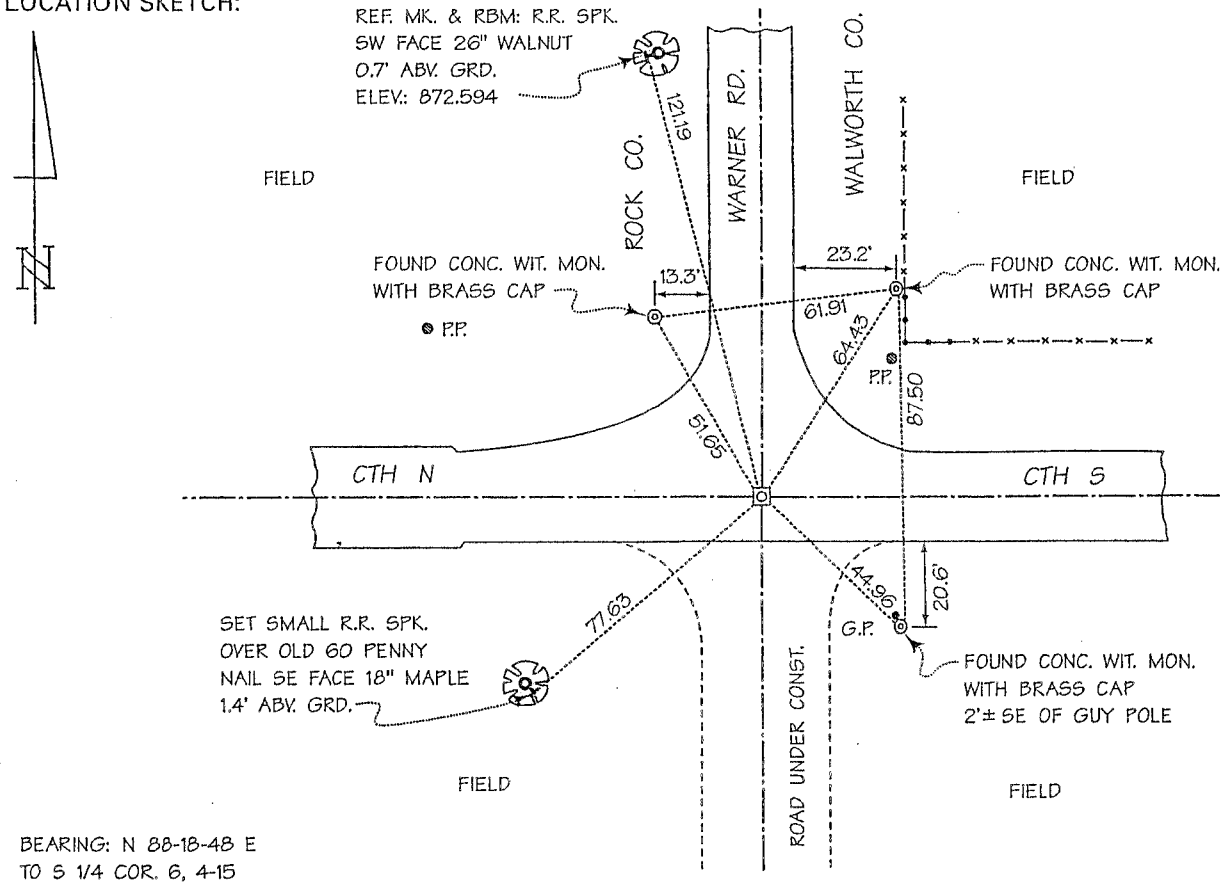 LOCATION SKETCH:
REF. MK. & RBM: R.R. SPK.
SW FACE 26" WALNUT
0.7' ABV. GRD.
ELEV.: 872.594
121.19
ROCK CO.
WARNER RD.
WALWORTH CO.
FIELD
FIELD
N
FOUND CONC. WIT. MON.
WITH BRASS CAP
13.3'
23.2'
FOUND CONC. WIT. MON.
WITH BRASS CAP
61.91
P.P.
64.43
P.P.
87.50
51.65
CTH N
CTH S
77.63
44.96
20.6'
G.P.
SET SMALL R.R. SPK.
OVER OLD 60 PENNY
NAIL SE FACE 18" MAPLE
1.4' ABV. GRD.
FOUND CONC. WIT. MON.
WITH BRASS CAP
2'± SE OF GUY POLE
ROAD UNDER CONST.
FIELD
FIELD
BEARING: N 88-18-48 E
TO S 1/4 COR. 6, 4-15